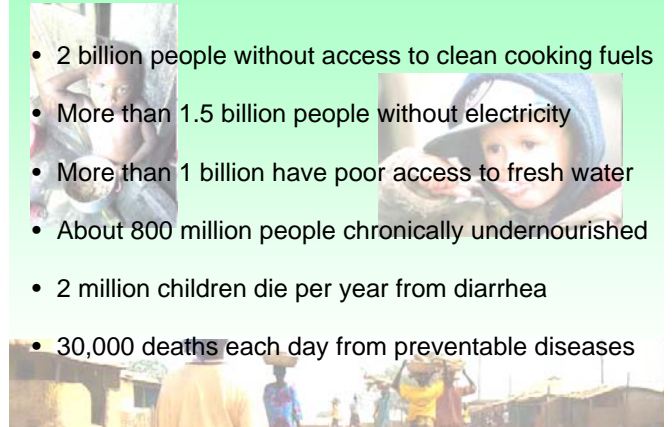 • 2 billion people without access to clean cooking fuels
• More than 1.5 billion people without electricity
• More than 1 billion have poor access to fresh water
• About 800 million people chronically undernourished
• 2 million children die per year from diarrhea
• 30,000 deaths each day from preventable diseases